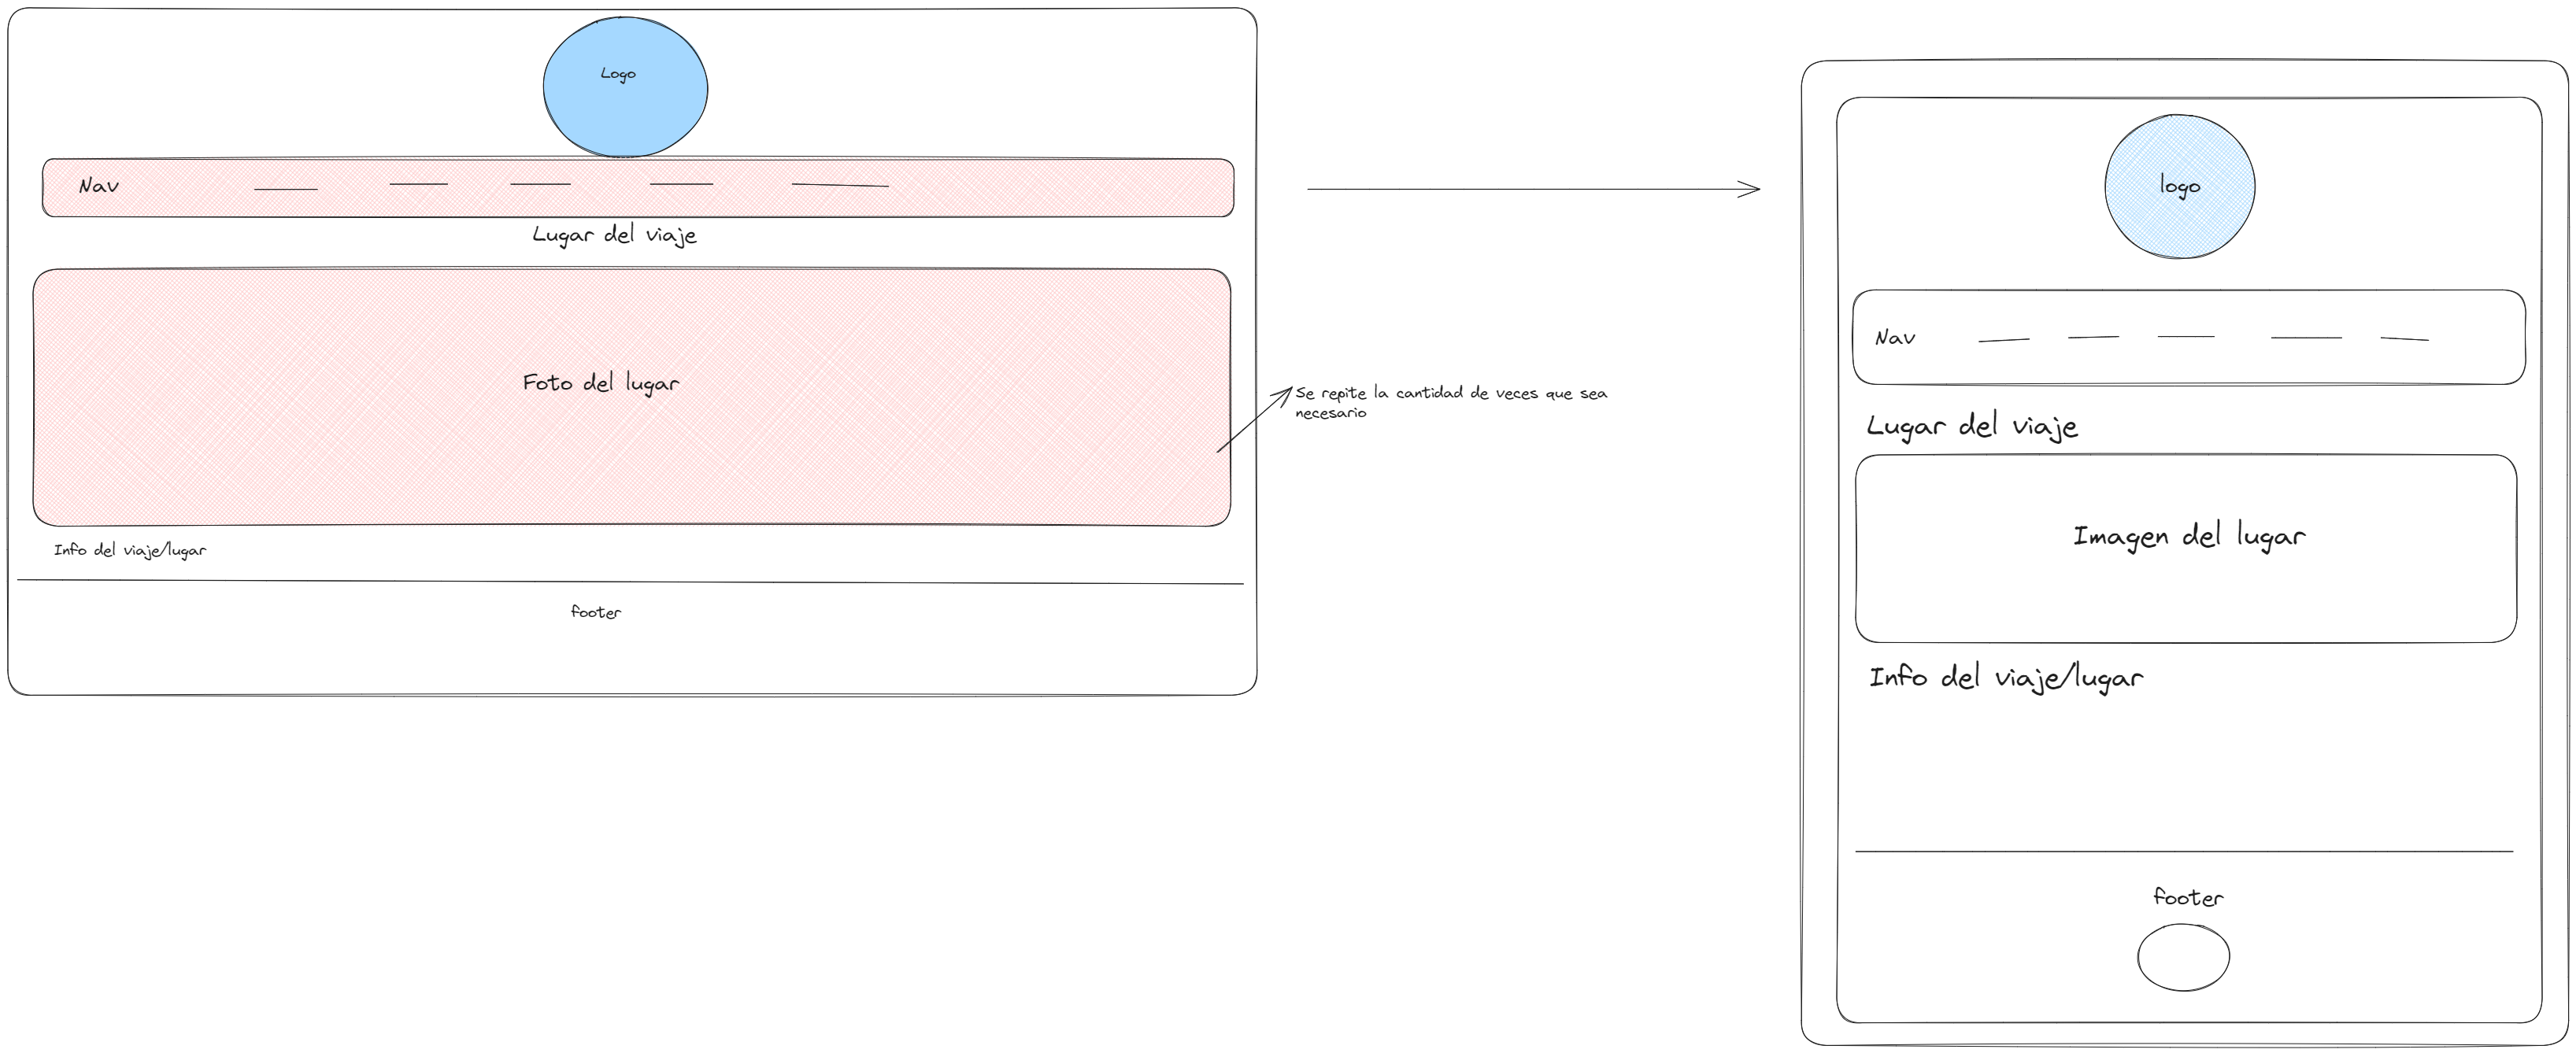 Logo
Nav
Lugar del viaje
Foto del lugar
Se repite la cantidad de veces que sea
necesario
Info del viaje/lugar
footer
logo
Nav
Lugar del viaje
Imagen del lugar
Info del viaje/lugar
footer